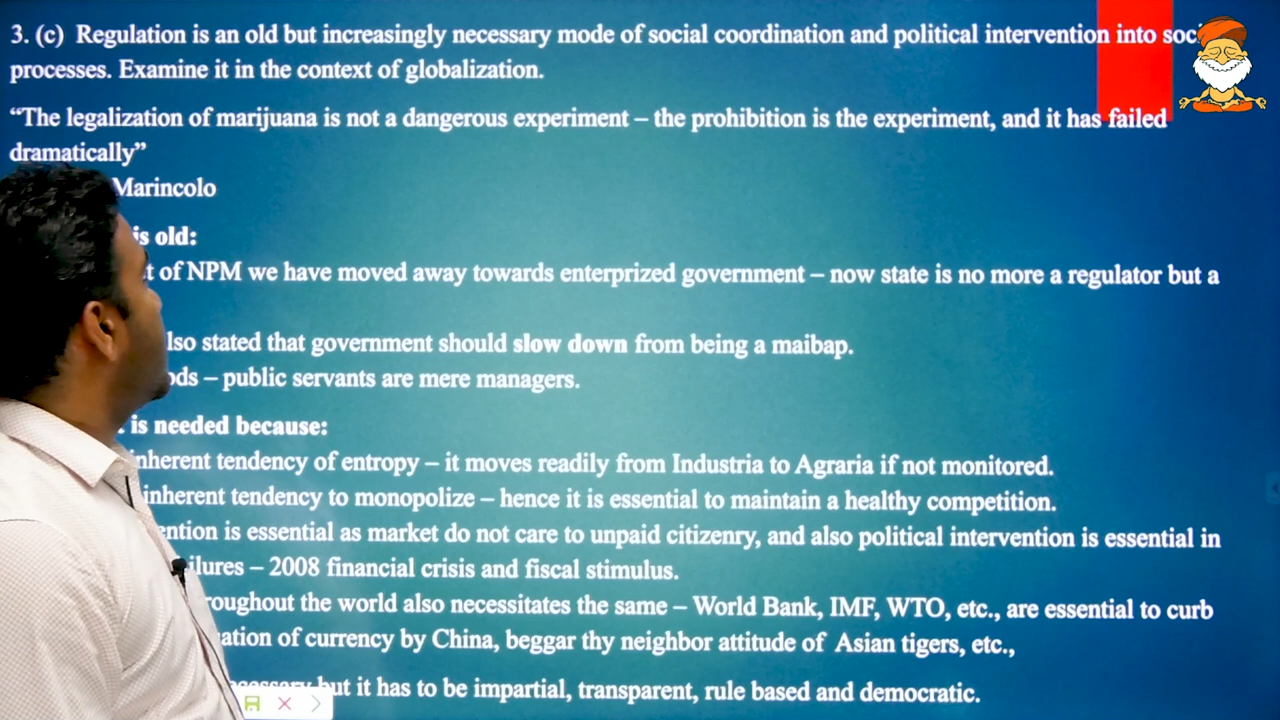 3. (c) Regulation is an old but increasingly necessary mode of social coordination and political intervention into
processes. Examine it in the context of globalization.
“The legalization of marijuana is not a dangerous experiment – the prohibition is the experiment, and it has failed
dramatically”
Marincolo
is old:
of NPM we have moved away towards enterprized government – now state is no more a regulator but a
stated that government should slow down from being a maibap.
– public servants are mere managers.
is needed because:
inherent tendency of entropy – it moves readily from Industria to Agraria if not monitored.
inherent tendency to monopolize – hence it is essential to maintain a healthy competition.
is essential as market do not care to unpaid citizenry, and also political intervention is essential in
– 2008 financial crisis and fiscal stimulus.
the world also necessitates the same – World Bank, IMF, WTO, etc., are essential to curb
of currency by China, beggar thy neighbor attitude of Asian tigers, etc.,
but it has to be impartial, transparent, rule based and democratic.